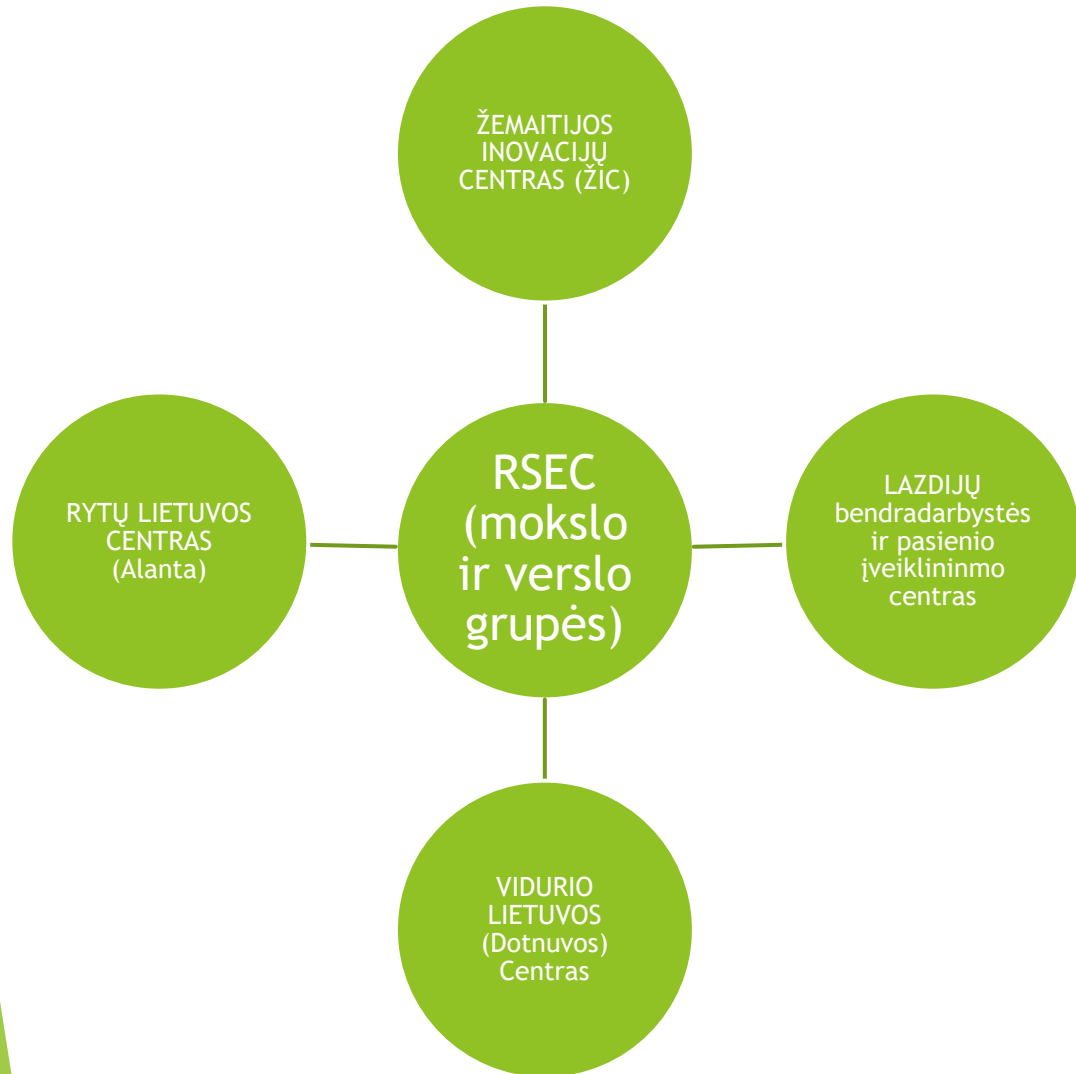 ŽEMAITIJOS
INOVACIJŲ
CENTRAS (ŽIC)
RYTŲ LIETUVOS
CENTRAS
(Alanta)
RSEC
(mokslo
ir verslo
grupės)
LAZDIJŲ
bendradarbystės
ir pasienio
įveiklininmo
centras
VIDURIO
LIETUVOS
(Dotnuvos)
Centras